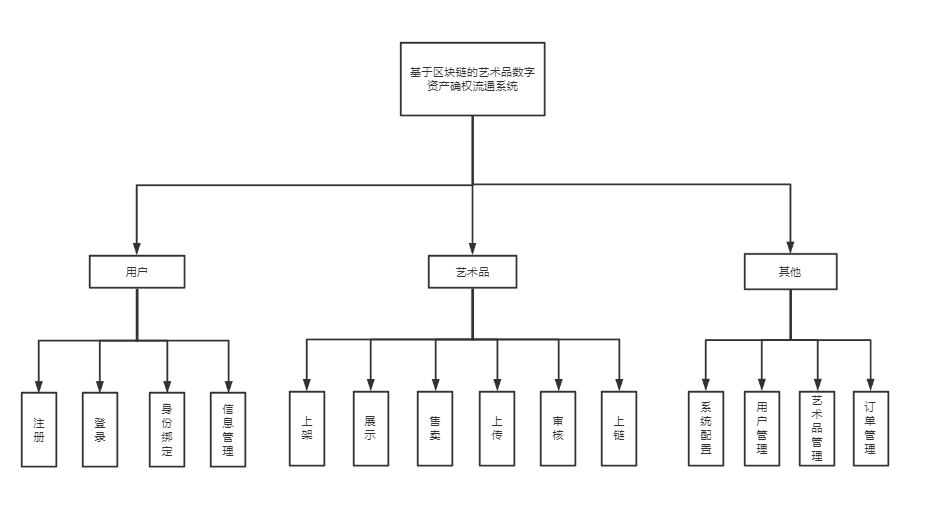 基于区块链的艺术品数字
资产确权流通系统
用户
艺术品
其他
注册
登录
身份绑定
信息管理
上架
展示
售卖
上传
审核
上链
系统配置
用户管理
艺术品管理
订单管理